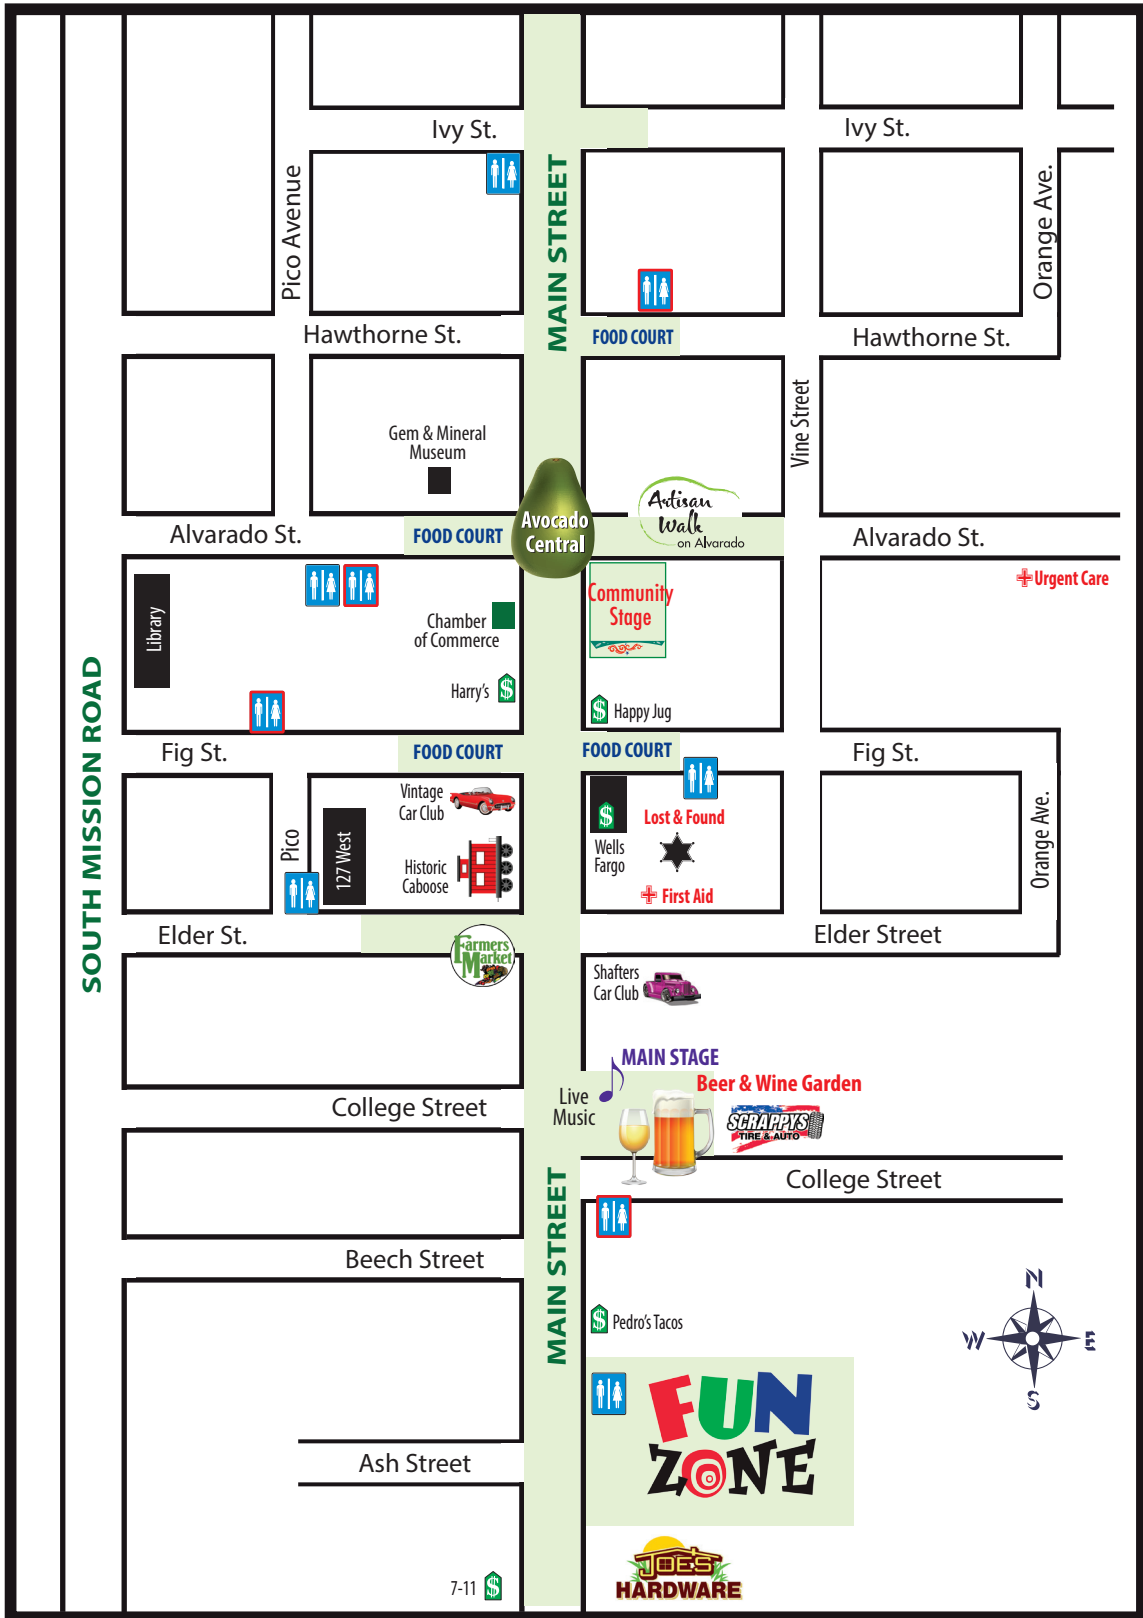 Ivy St.
Ivy St.
Pico Avenue
MAIN STREET
Orange Ave.
Hawthorne St.
FOOD COURT
Hawthorne St.
Vine Street
Gem & Mineral
Museum
Artisan
Walk
on Alvarado
Alvarado St.
FOOD COURT
Avocado
Central
Alvarado St.
Urgent Care
Library
Community
Stage
Chamber
of Commerce
Harry's
$
$
Happy Jug
SOUTH MISSION ROAD
Fig St.
FOOD COURT
FOOD COURT
Fig St.
Vintage
Car Club
Pico
127 West
Historic
Caboose
$
Wells
Fargo
Lost & Found
First Aid
Orange Ave.
Elder St.
Farmers
Market
Elder Street
Shafters
Car Club
MAIN STAGE
Live
Music
Beer & Wine Garden
SCRAPPYS
TIRE & AUTO
College Street
College Street
MAIN STREET
Beech Street
$
Pedro's Tacos
N
W
E
S
FUN
ZONE
Ash Street
JOE'S
HARDWARE
7-11
$